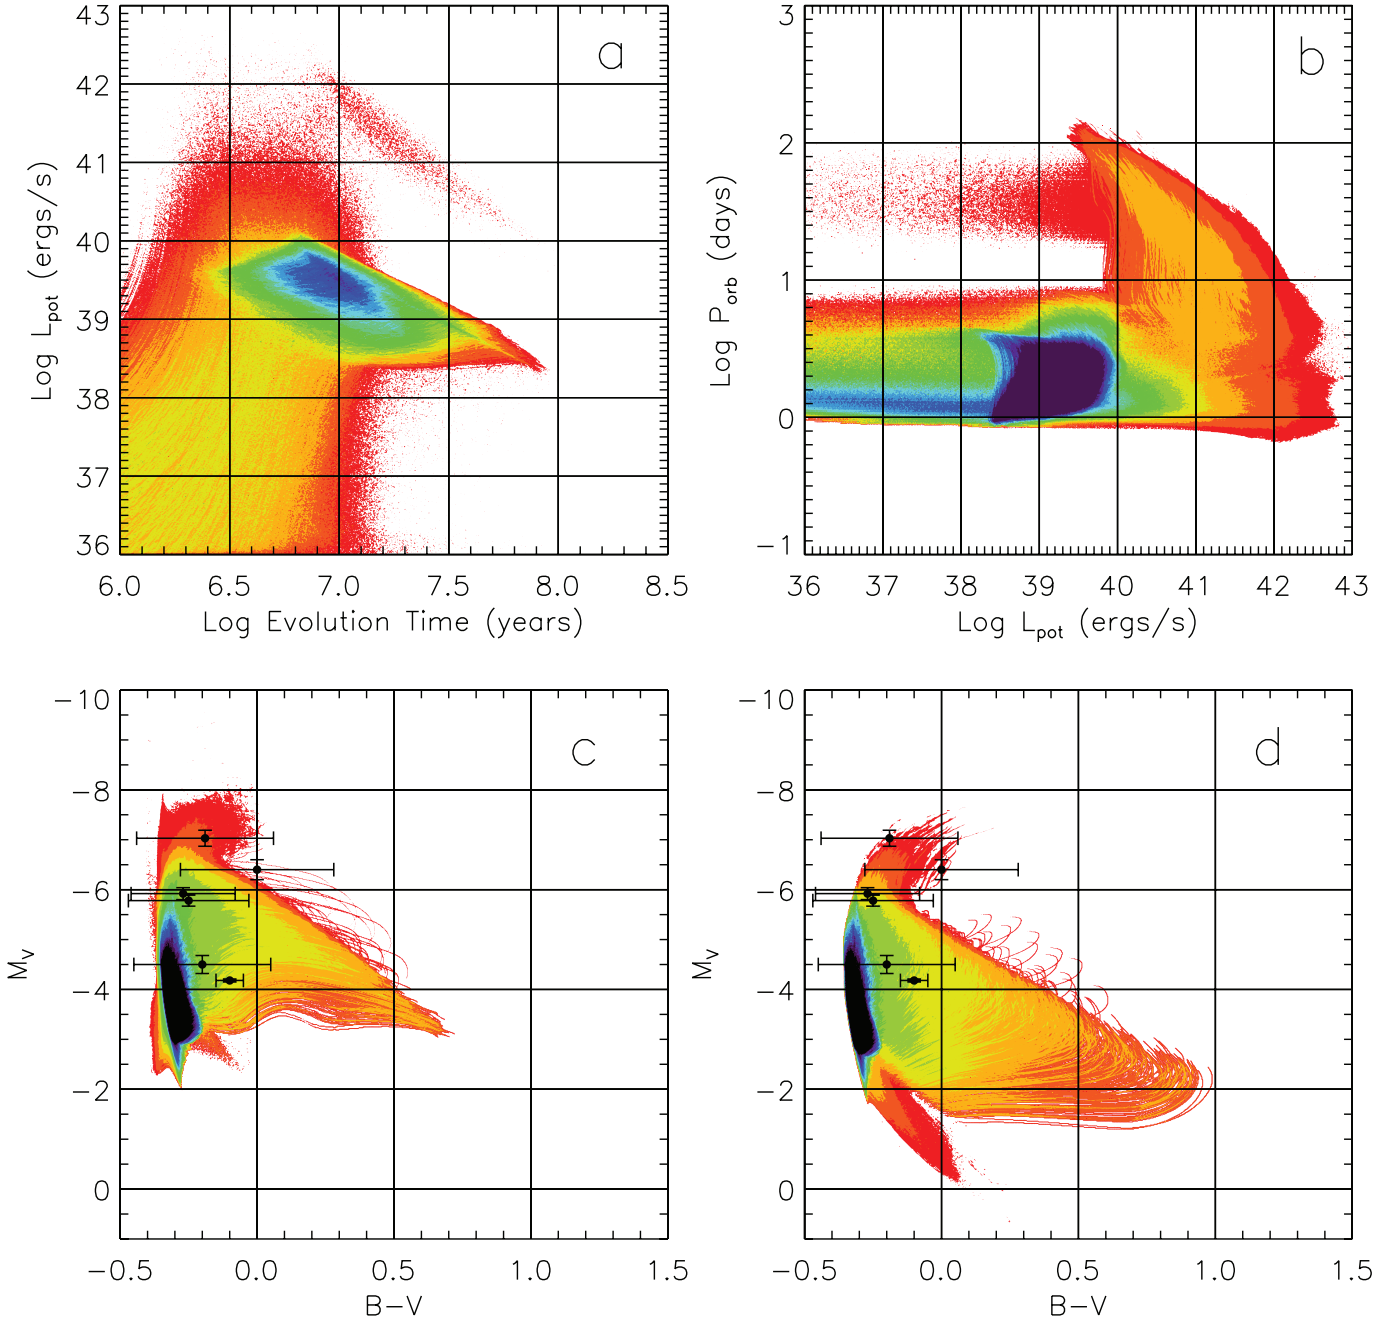 43
42
41
40
39
38
37
36
Log L_pot (ergs/s)
a
6.0 6.5 7.0 7.5 8.0 8.5
Log Evolution Time (years)
3
2
1
0
−1
Log P_orb (days)
b
36 37 38 39 40 41 42 43
Log L_pot (ergs/s)
−10
−8
−6
−4
−2
0
M_V
c
−0.5 0.0 0.5 1.0 1.5
B−V
−10
−8
−6
−4
−2
0
M_V
d
−0.5 0.0 0.5 1.0 1.5
B−V